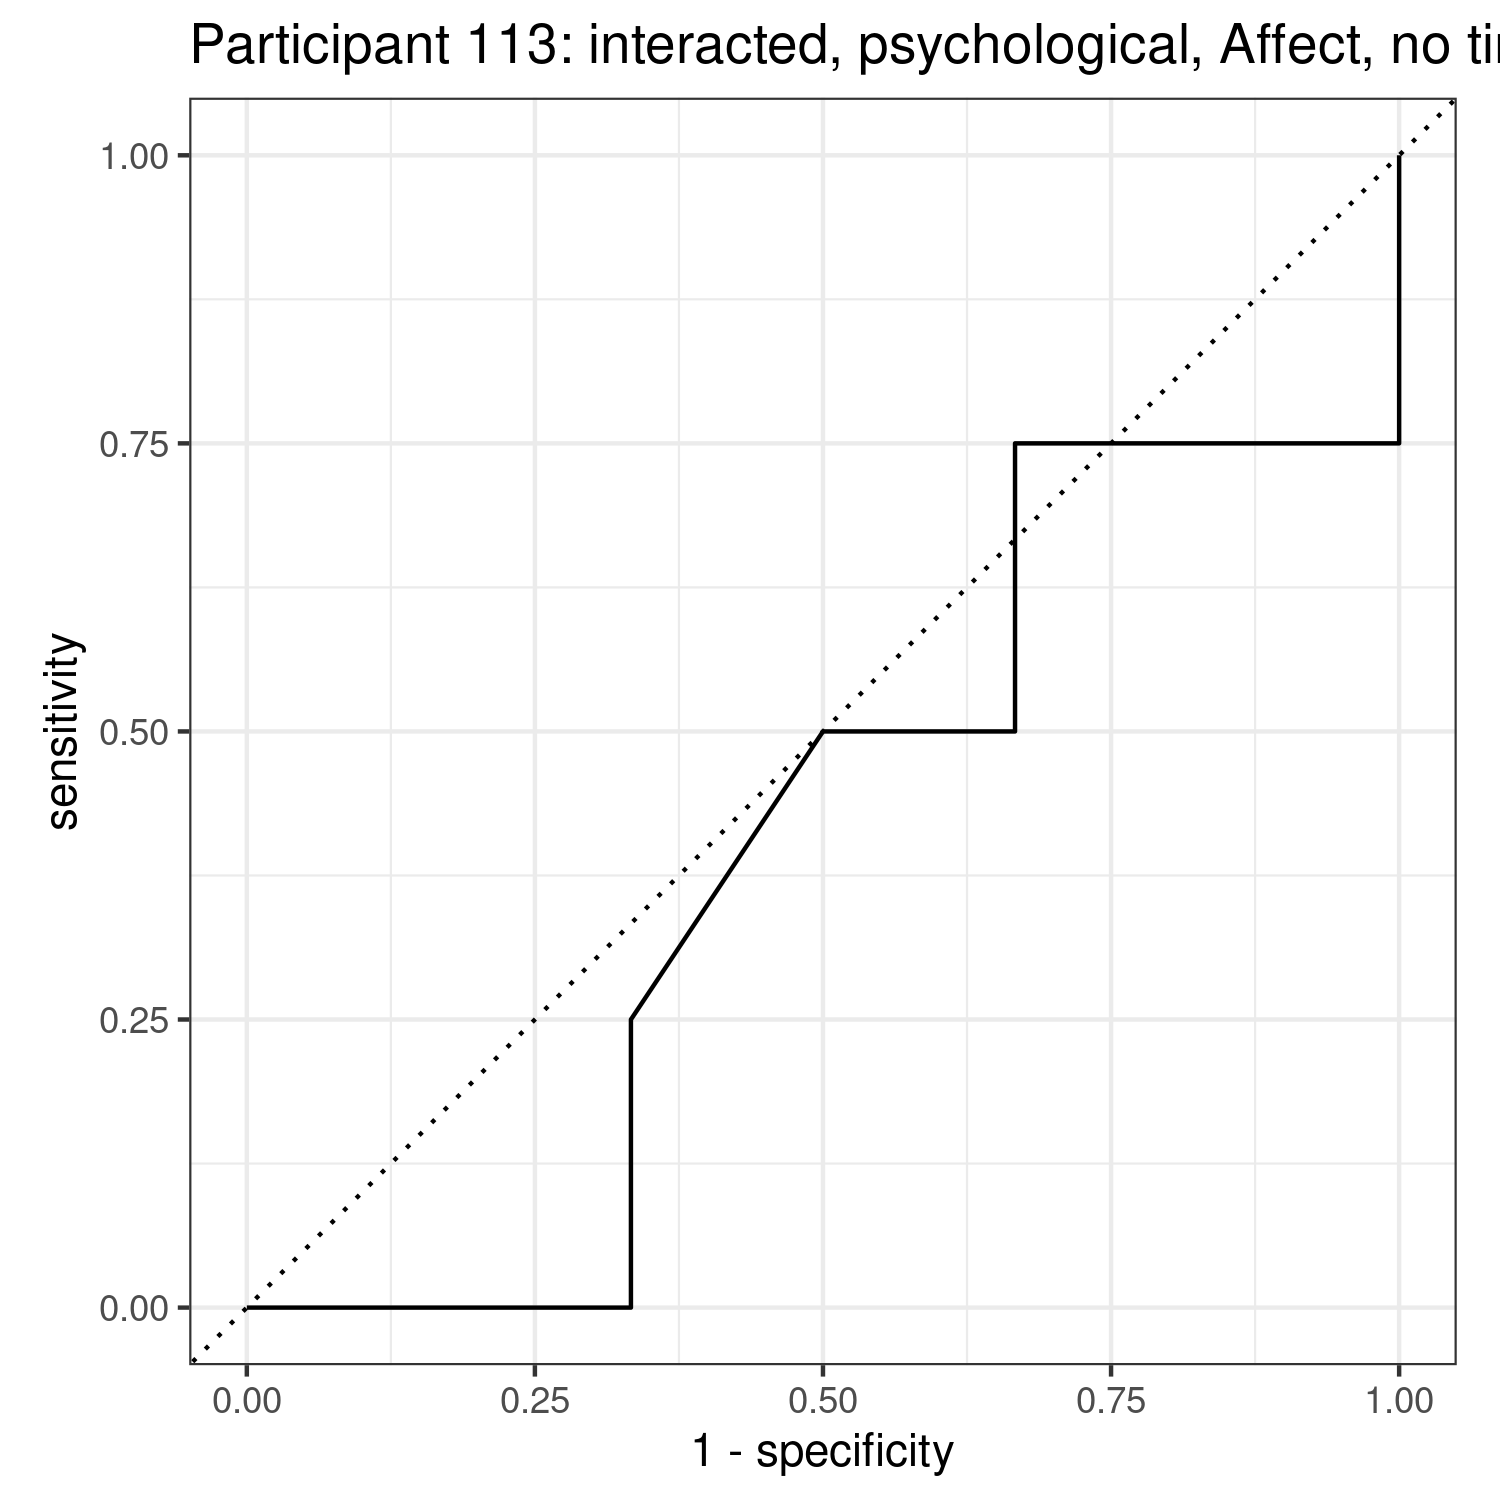 Participant 113: interacted, psychological, Affect, no
1.00
0.75
0.50
0.25
0.00
sensitivity
0.00 0.25 0.50 0.75 1.00
1 - specificity